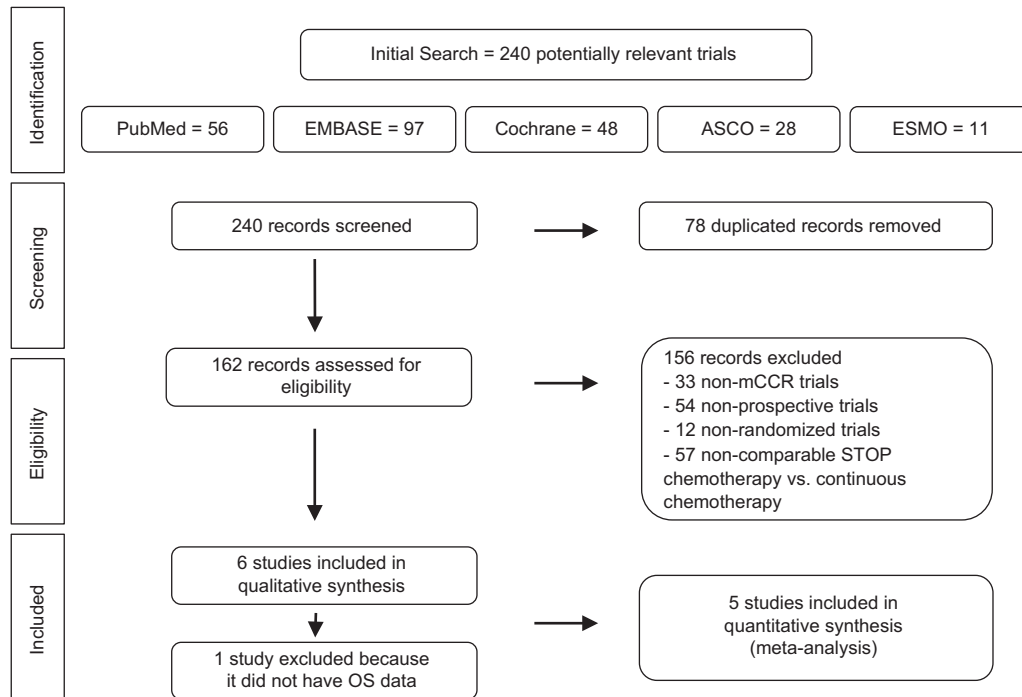 Identification
Initial Search = 240 potentially relevant trials
PubMed = 56
EMBASE = 97
Cochrane = 48
ASCO = 28
ESMO = 11
Screening
240 records screened
78 duplicated records removed
Eligibility
162 records assessed for
eligibility
156 records excluded
- 33 non-mCCR trials
- 54 non-prospective trials
- 12 non-randomized trials
- 57 non-comparable STOP
chemotherapy vs. continuous
chemotherapy
Included
6 studies included in
qualitative synthesis
1 study excluded because
it did not have OS data
5 studies included in
quantitative synthesis
(meta-analysis)